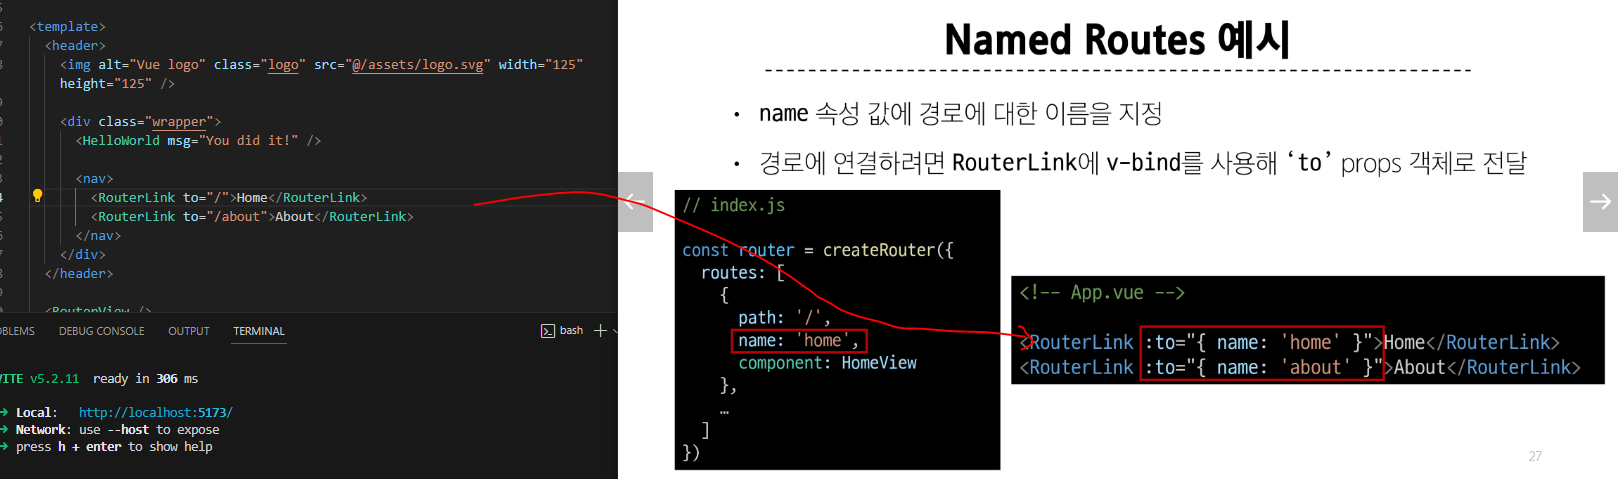 <template>
<header>
<img alt="Vue logo" class="logo" src="@/assets/logo.svg" width="125"
height="125" />
<div class="wrapper">
<HelloWorld msg="You did it!" />
<nav>
<RouterLink to="/">Home</RouterLink>
<RouterLink to="/about">About</RouterLink>
</nav>
</div>
</header>
<RouterView />
DEBUG CONSOLE OUTPUT TERMINAL
bash
VITE v5.2.11 ready in 306 ms
➜ Local: http://localhost:5173/
➜ Network: use --host to expose
➜ press h + enter to show help
Named Routes 예시
• name 속성 값에 경로에 대한 이름을 지정
• 경로에 연결하려면 RouterLink에 v-bind를 사용해 ‘to’ props 객체로 전달
// index.js
const router = createRouter({
routes: [
{
path: '/',
name: 'home',
component: HomeView
},
…
]
})
<!-- App.vue -->
<RouterLink :to="{ name: 'home' }">Home</RouterLink>
<RouterLink :to="{ name: 'about' }">About</RouterLink>
27